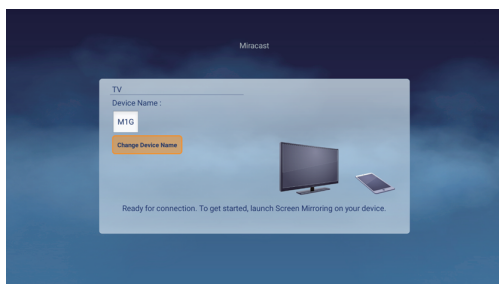 Miracast
TV
Device Name :
M1G
Change Device Name
Ready for connection. To get started, launch Screen Mirroring on your device.